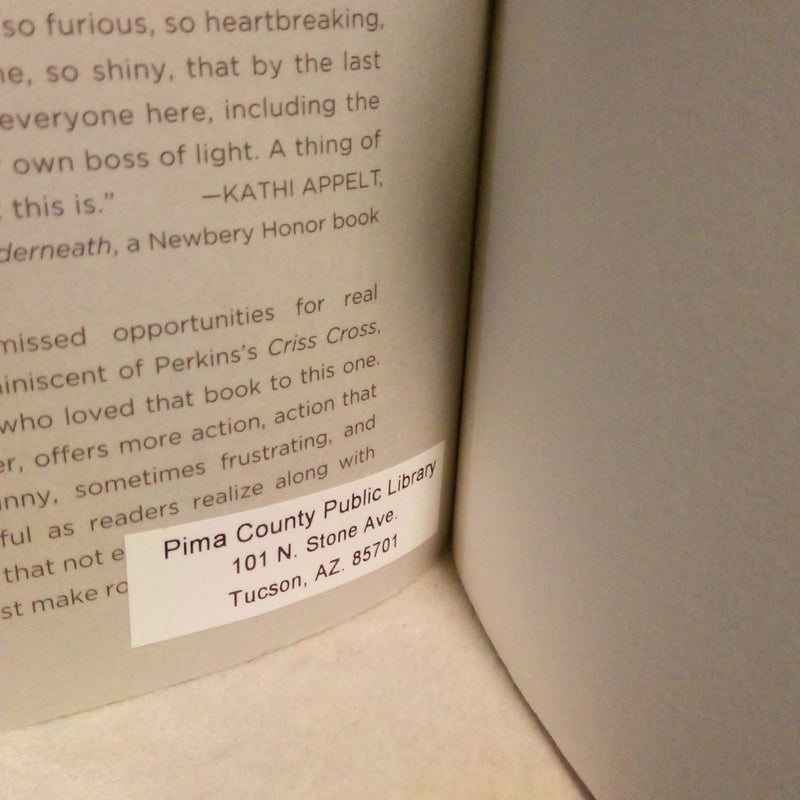 so furious, so heartbreaking,
so shiny, that by the last
everyone here, including the
own boss of light. A thing of
this is.”
—KATHI APPELT,
derneath, a Newbery Honor book
missed opportunities for real
iniscent of Perkins's Criss Cross,
who loved that book to this one.
er, offers more action, action that
nny, sometimes frustrating, and
ful as readers realize along with
that not e
st make ro
Pima County Public Library
101 N. Stone Ave.
Tucson, AZ. 85701